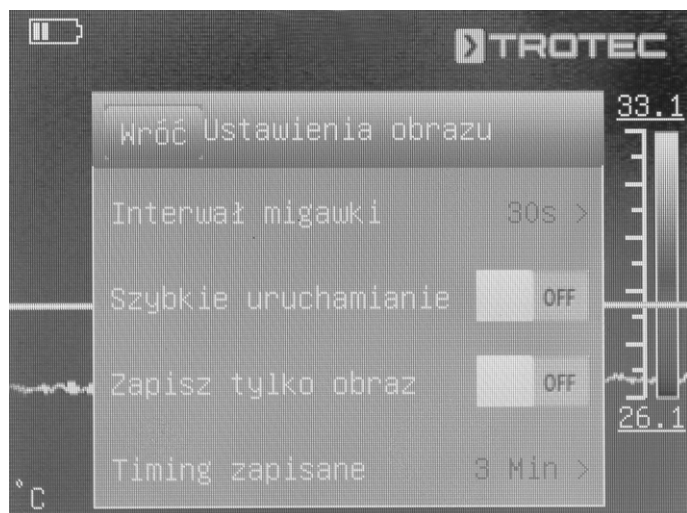 TROTEC
33.1
Wróć Ustawienia obrazu
Interwał migawki 30s >
Szybkie uruchamianie OFF
Zapisz tylko obraz OFF
26.1
Timing zapisane 3 Min >
°C